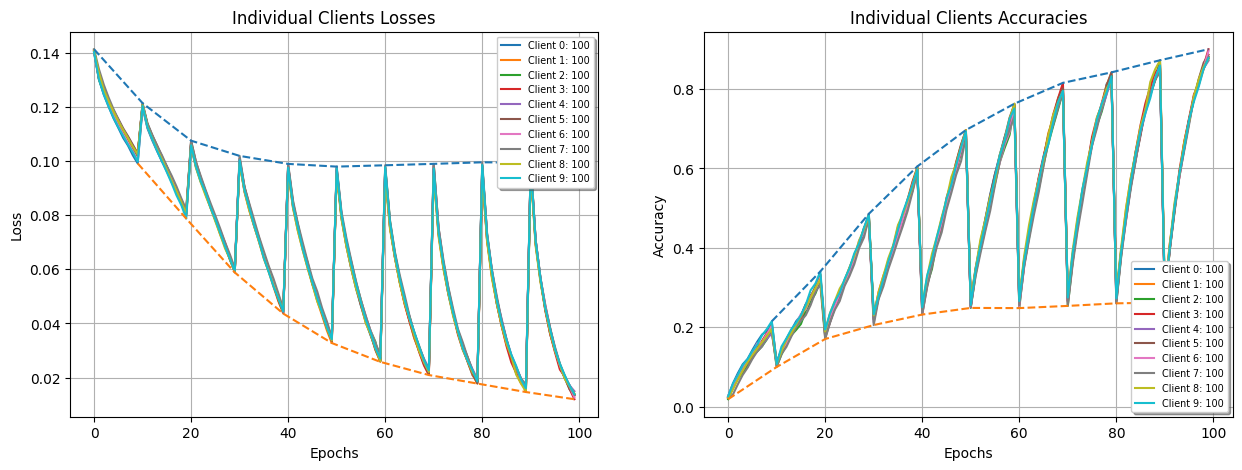 Individual Clients Losses
Loss
0.14
0.12
0.10
0.08
0.06
0.04
0.02
0
20
40
60
80
100
Epochs
Client 0: 100
Client 1: 100
Client 2: 100
Client 3: 100
Client 4: 100
Client 5: 100
Client 6: 100
Client 7: 100
Client 8: 100
Client 9: 100
Individual Clients Accuracies
Accuracy
0.8
0.6
0.4
0.2
0.0
0
20
40
60
80
100
Epochs
Client 0: 100
Client 1: 100
Client 2: 100
Client 3: 100
Client 4: 100
Client 5: 100
Client 6: 100
Client 7: 100
Client 8: 100
Client 9: 100